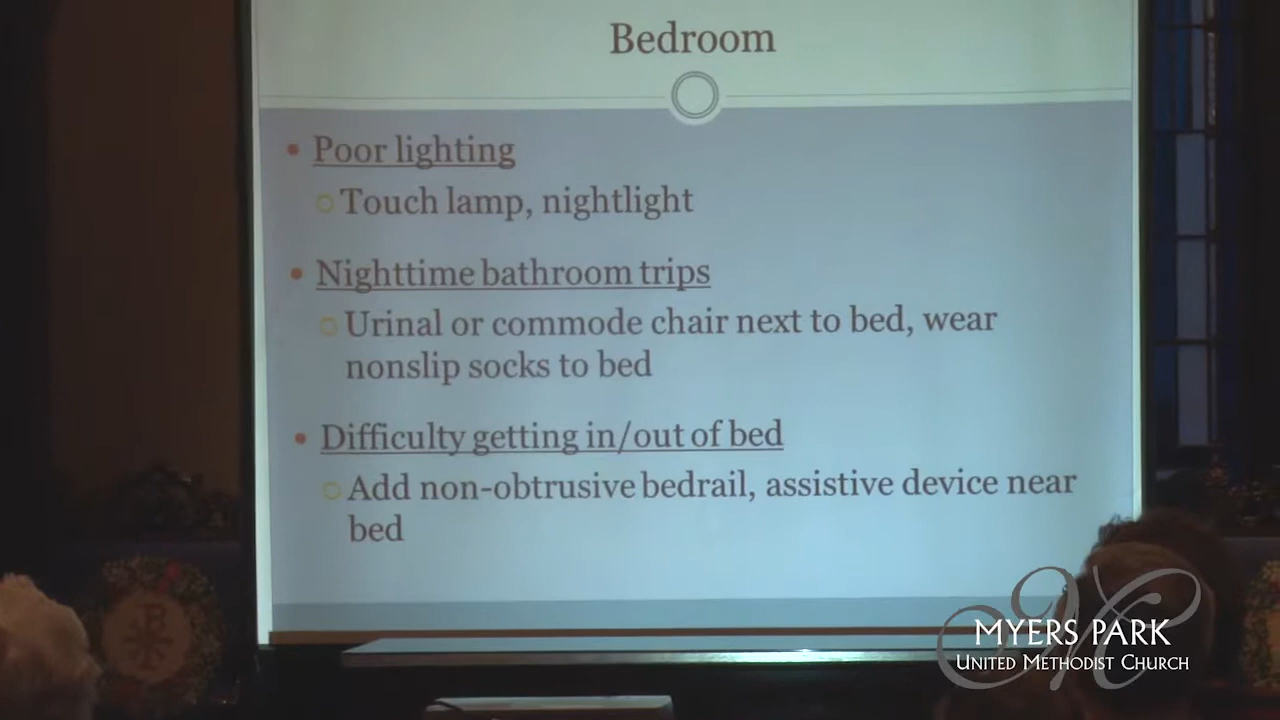 Bedroom
• Poor lighting
○ Touch lamp, nightlight
• Nighttime bathroom trips
○ Urinal or commode chair next to bed, wear
nonslip socks to bed
• Difficulty getting in/out of bed
○ Add non-obtrusive bedrail, assistive device near
bed
MYERS PARK
UNITED METHODIST CHURCH